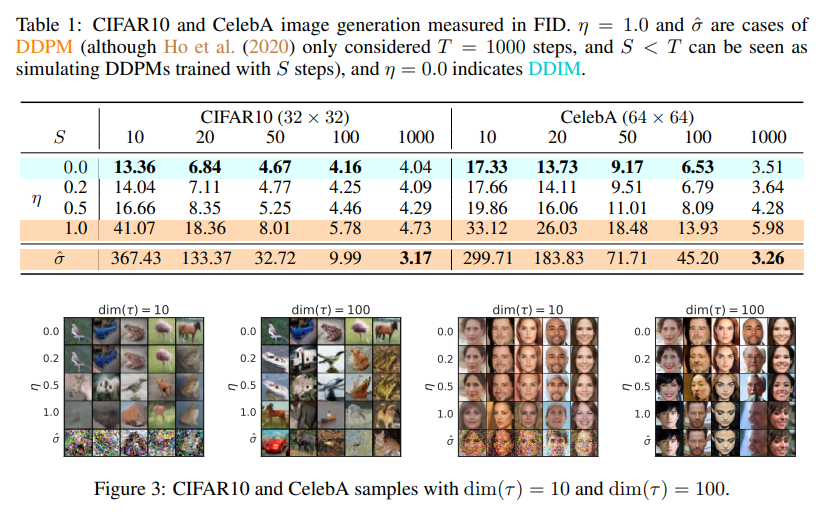 Table 1: CIFAR10 and CelebA image generation measured in FID. η = 1.0 and σ̂ are cases of
DDPM (although Ho et al. (2020) only considered T = 1000 steps, and S < T can be seen as
simulating DDPMs trained with S steps), and η = 0.0 indicates DDIM.
CIFAR10 (32 × 32) CelebA (64 × 64)
S 10 20 50 100 1000 10 20 50 100 1000
0.0 13.36 6.84 4.67 4.16 4.04 17.33 13.73 9.17 6.53 3.51
η 0.2 14.04 7.11 4.77 4.25 4.09 17.66 14.11 9.51 6.79 3.64
0.5 16.66 8.35 5.25 4.46 4.29 19.86 16.06 11.01 8.09 4.28
1.0 41.07 18.36 8.01 5.78 4.73 33.12 26.03 18.48 13.93 5.98
σ̂ 367.43 133.37 32.72 9.99 3.17 299.71 183.83 71.71 45.20 3.26
dim(τ) = 10 dim(τ) = 100 dim(τ) = 10 dim(τ) = 100
0.0 0.0 0.0 0.0
0.2 0.2 0.2 0.2
η 0.5 η 0.5 η 0.5 η 0.5
1.0 1.0 1.0 1.0
σ̂ σ̂ σ̂ σ̂
Figure 3: CIFAR10 and CelebA samples with dim(τ) = 10 and dim(τ) = 100.